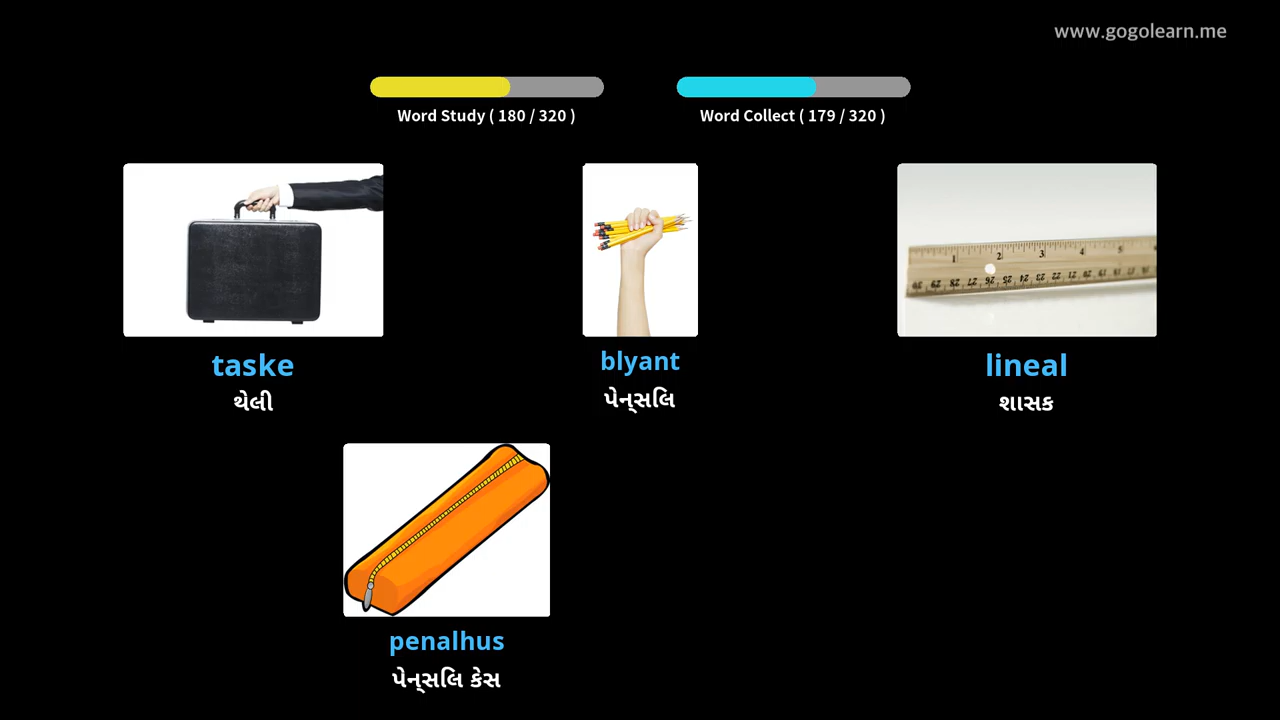 www.gogolearn.me
Word Study ( 180 / 320 )
Word Collect ( 179 / 320 )
taske
થેલી
blyant
પેન્સિલ
lineal
શાસક
penalhus
પેન્સિલ કેસ